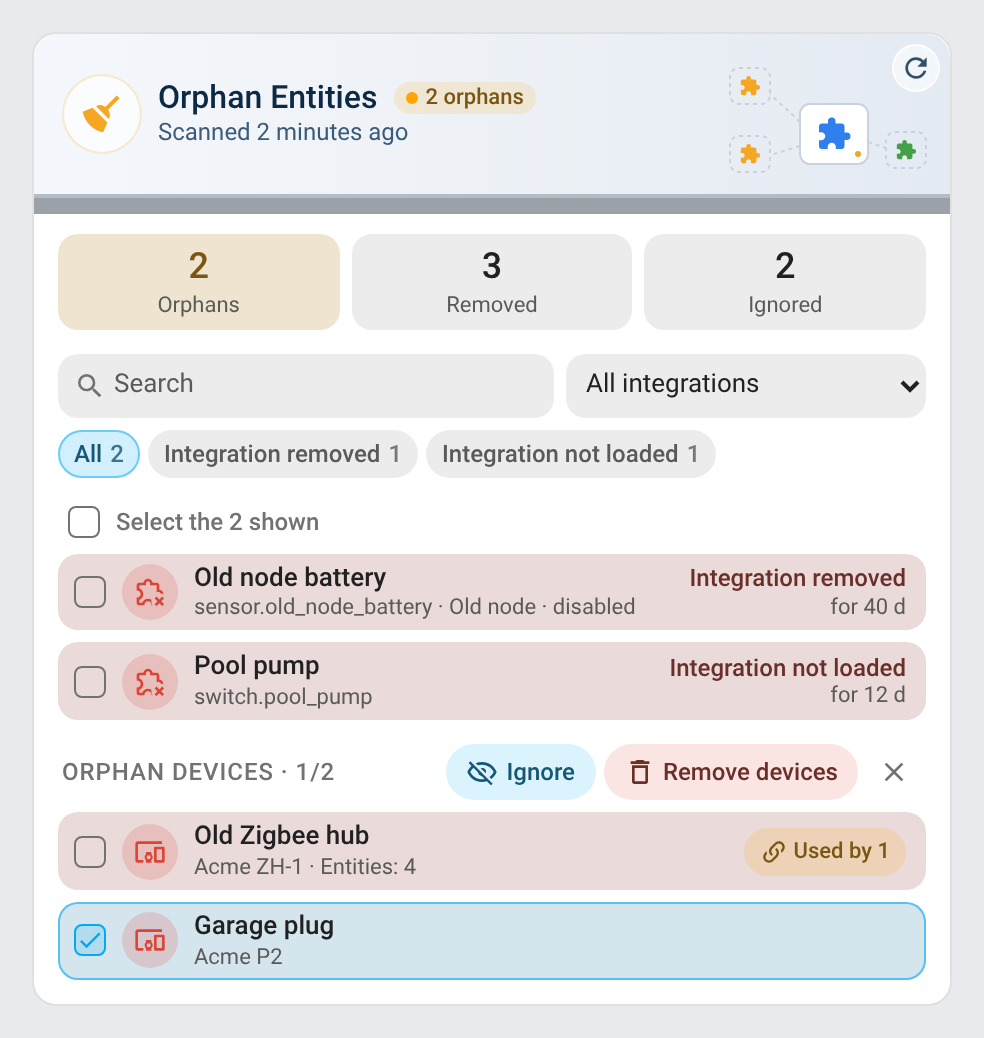 Orphan Entities
2 orphans
Scanned 2 minutes ago
2
Orphans
3
Removed
2
Ignored
Search
All integrations
All 2
Integration removed 1
Integration not loaded 1
Select the 2 shown
Old node battery
Integration removed
sensor.old_node_battery · Old node · disabled
for 40 d
Pool pump
Integration not loaded
switch.pool_pump
for 12 d
ORPHAN DEVICES · 1/2
Ignore
Remove devices
Old Zigbee hub
Acme ZH-1 · Entities: 4
Used by 1
Garage plug
Acme P2